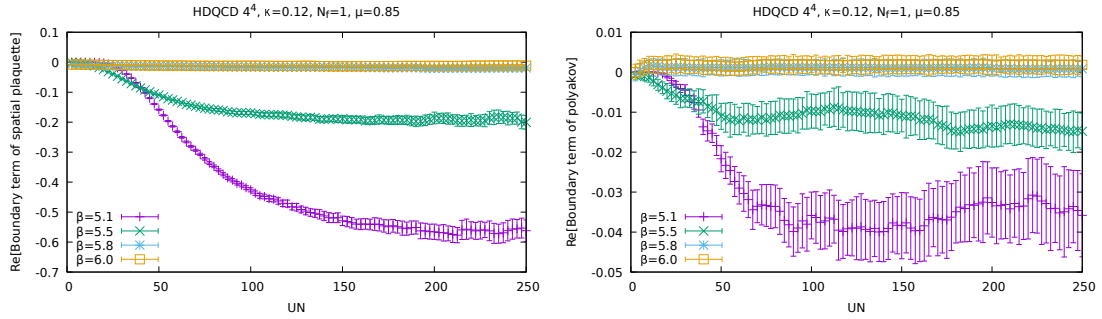 HDQCD 4⁴, κ=0.12, N_f=1, μ=0.85
Re[Boundary term of spatial plaquette]
0.1
0
-0.1
-0.2
-0.3
-0.4
-0.5
-0.6
-0.7
β=5.1
β=5.5
β=5.8
β=6.0
0 50 100 150 200 250
UN
HDQCD 4⁴, κ=0.12, N_f=1, μ=0.85
Re[Boundary term of polyakov]
0.01
0
-0.01
-0.02
-0.03
-0.04
-0.05
β=5.1
β=5.5
β=5.8
β=6.0
0 50 100 150 200 250
UN